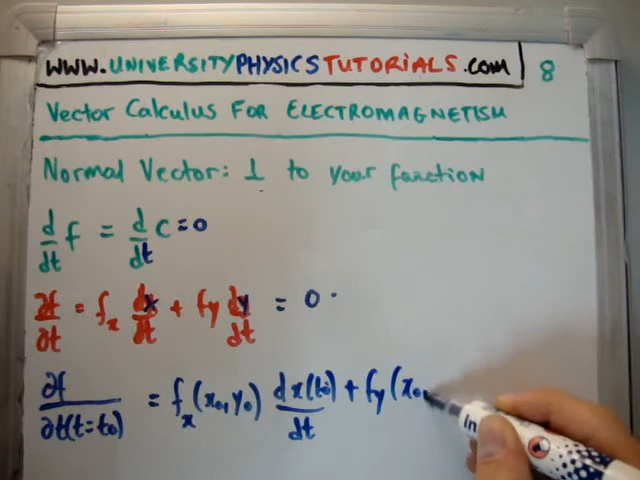 WWW.UNIVERSITYPHYSICSTUTORIALS.COM 8
Vector Calculus FOR ELECTROMAGNETISM
Normal Vector: ⊥ to your function
d/dt f = d/dt C = 0
∂f/∂t = fₓ dx/dt + fy dy/dt = 0
∂f/∂t(t=t₀) = fₓ(x₀, y₀) dx(t₀)/dt + fy(x₀,